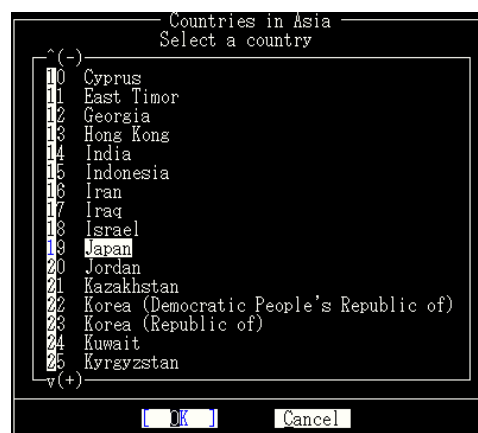 Countries in Asia
Select a country
^(-)
10 Cyprus
11 East Timor
12 Georgia
13 Hong Kong
14 India
15 Indonesia
16 Iran
17 Iraq
18 Israel
19 Japan
20 Jordan
21 Kazakhstan
22 Korea (Democratic People's Republic of)
23 Korea (Republic of)
24 Kuwait
25 Kyrgyzstan
v(+)
[ OK ] Cancel